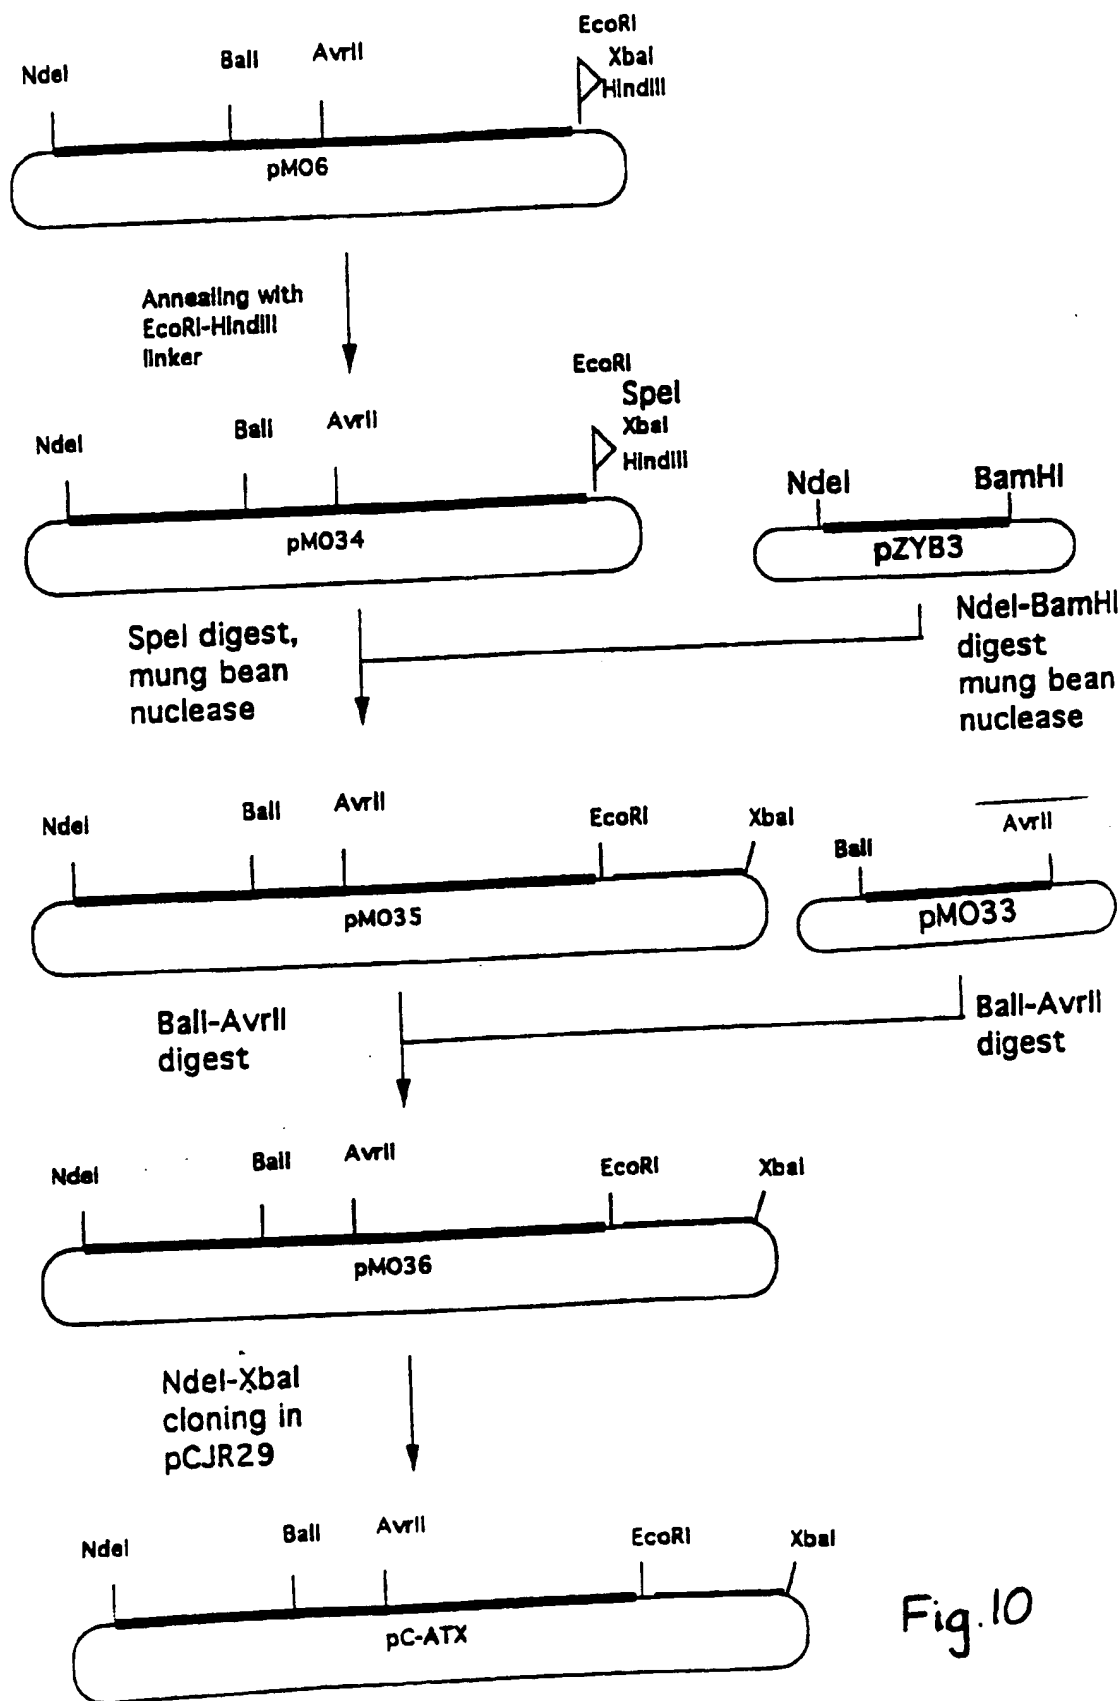 EcoRI
NdeI
BalI
AvrII
XbaI
HindIII
pMO6
Annealing with
EcoRI-HindIII
linker
EcoRI
SpeI
XbaI
HindIII
NdeI
BalI
AvrII
pMO34
NdeI
BamHI
pZYB3
SpeI digest,
mung bean
nuclease
NdeI-BamHI
digest
mung bean
nuclease
NdeI
BalI
AvrII
EcoRI
XbaI
pMO35
BalI
AvrII
pMO33
BalI-AvrII
digest
BalI-AvrII
digest
NdeI
BalI
AvrII
EcoRI
XbaI
pMO36
NdeI-XbaI
cloning in
pCJR29
NdeI
BalI
AvrII
EcoRI
XbaI
pC-ATX
Fig.10